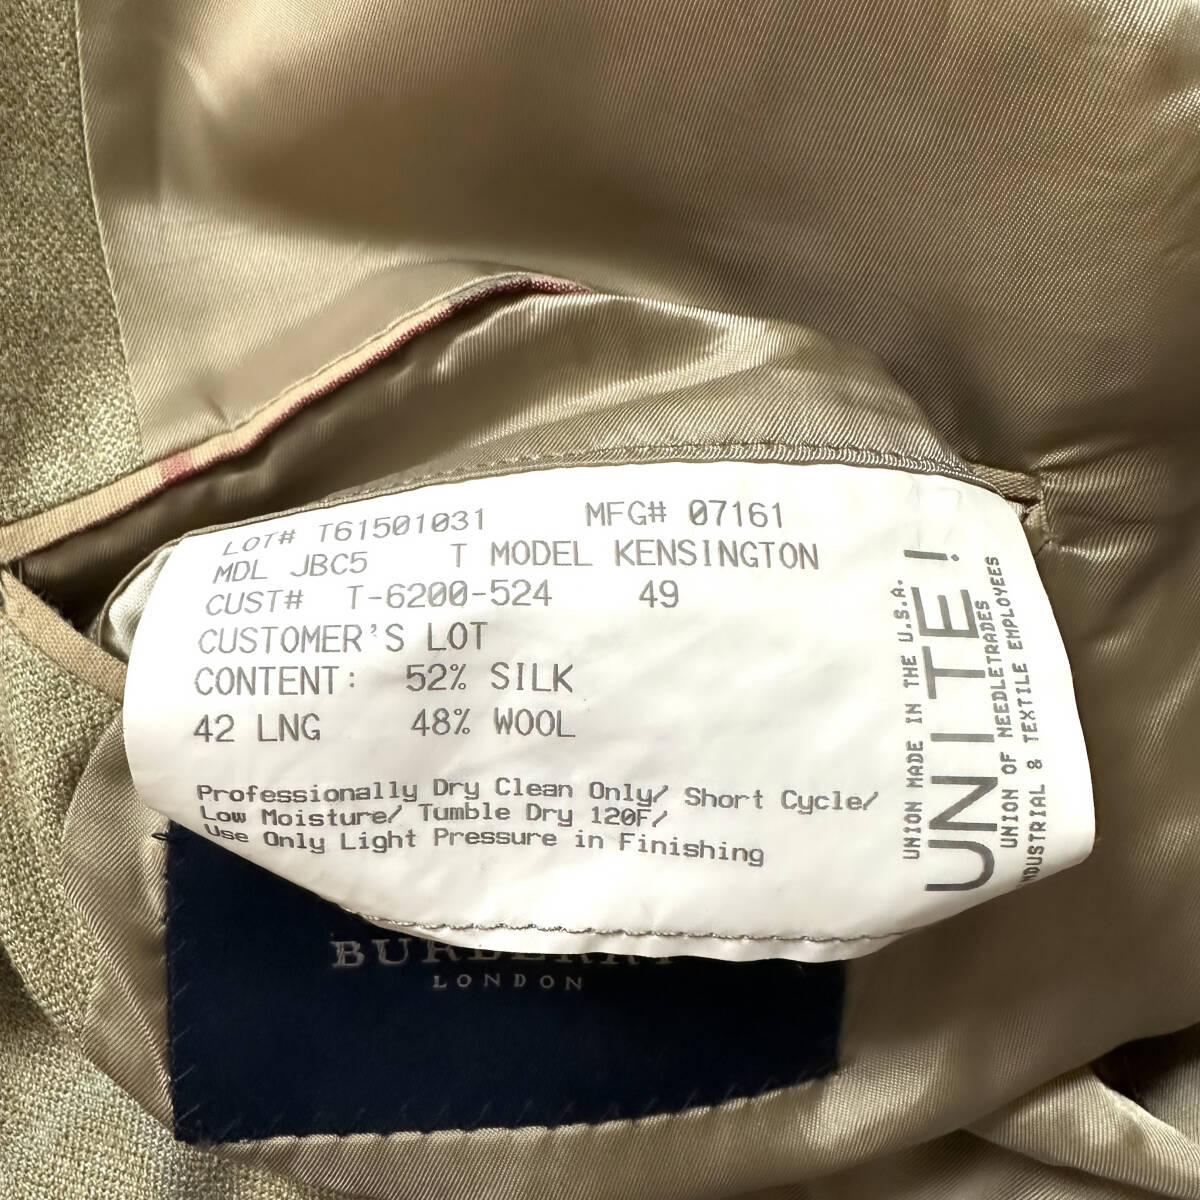 LOT# T61501031 MFG# 07161
MDL JBC5 T MODEL KENSINGTON
CUST# T-6200-524 49
CUSTOMER'S LOT
CONTENT: 52% SILK
42 LNG 48% WOOL
Professionally Dry Clean Only/ Short Cycle/
Low Moisture/ Tumble Dry 120F/
Use Only Light Pressure in Finishing
UNION MADE IN THE U.S.A.
UNITE!
UNION OF NEEDLETRADES
INDUSTRIAL & TEXTILE EMPLOYEES
BURBERRY
LONDON